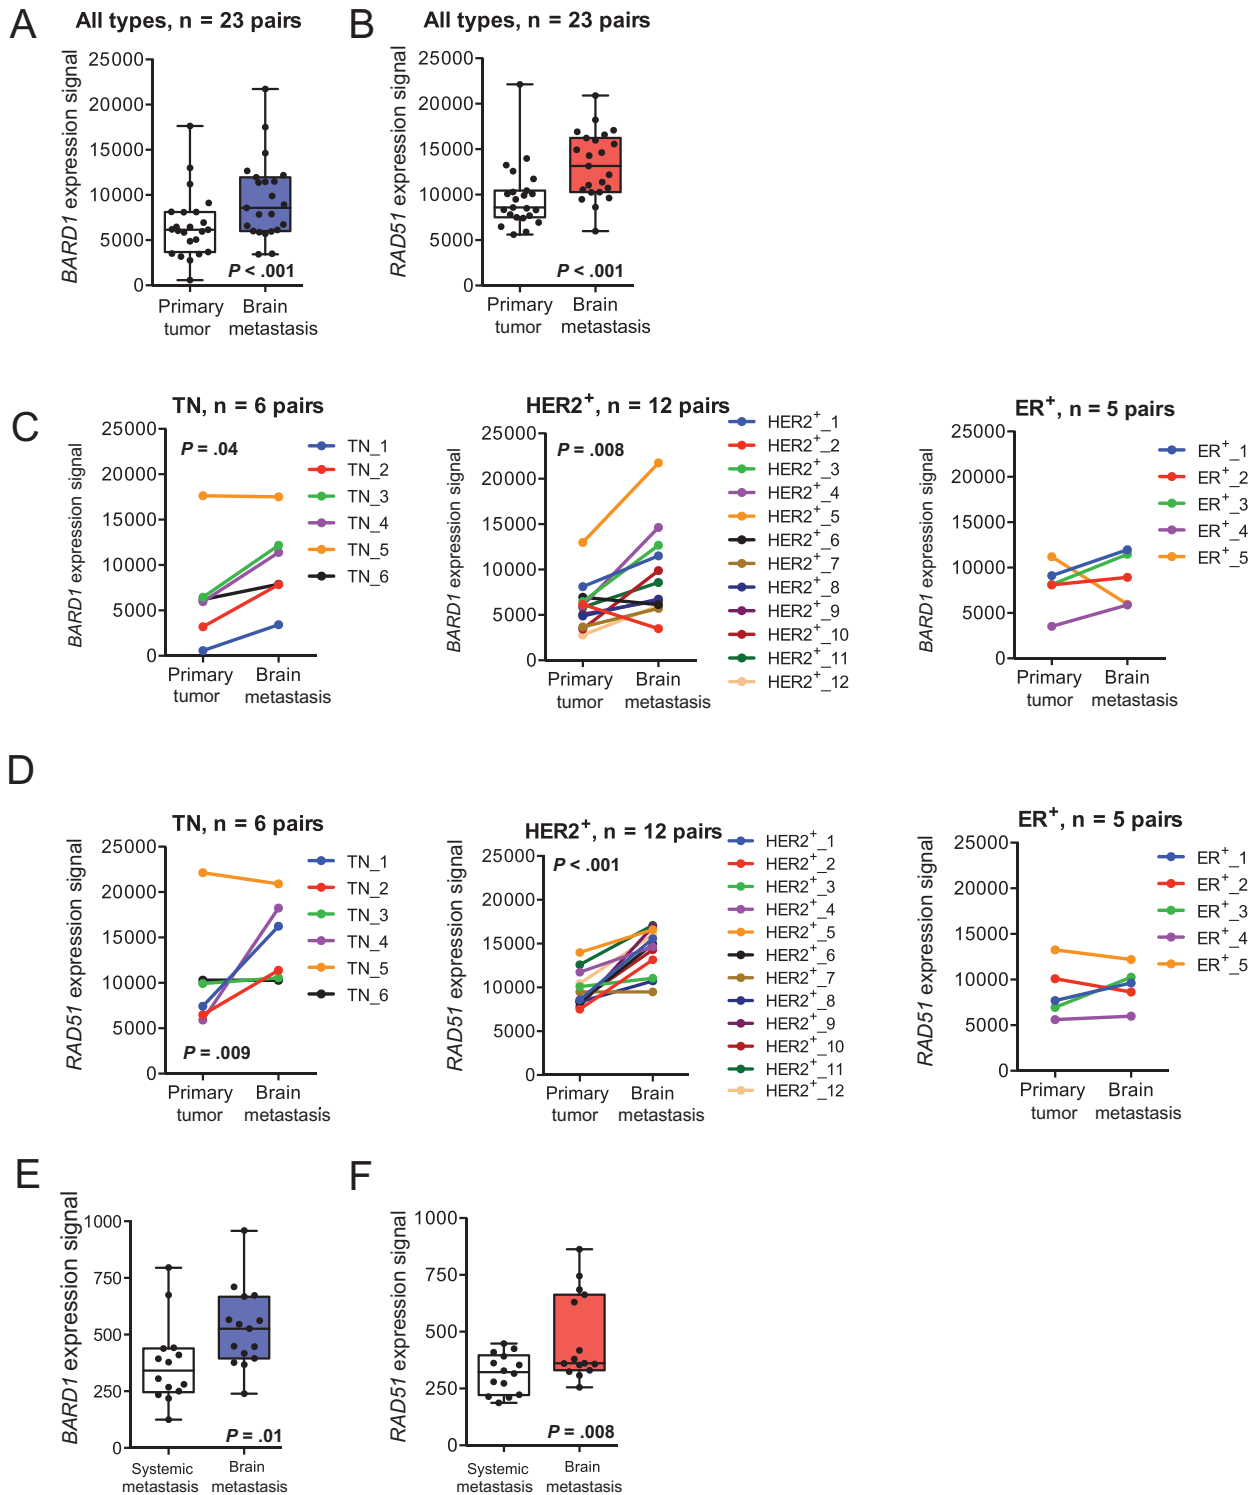 A
All types, n = 23 pairs
BARD1 expression signal
25000
20000
15000
10000
5000
0
P < .001
Primary tumor
Brain metastasis
B
All types, n = 23 pairs
RAD51 expression signal
25000
20000
15000
10000
5000
0
P < .001
Primary tumor
Brain metastasis
C
TN, n = 6 pairs
BARD1 expression signal
25000
20000
15000
10000
5000
0
P = .04
Primary tumor
Brain metastasis
TN_1
TN_2
TN_3
TN_4
TN_5
TN_6
HER2+, n = 12 pairs
BARD1 expression signal
25000
20000
15000
10000
5000
0
P = .008
Primary tumor
Brain metastasis
HER2+_1
HER2+_2
HER2+_3
HER2+_4
HER2+_5
HER2+_6
HER2+_7
HER2+_8
HER2+_9
HER2+_10
HER2+_11
HER2+_12
ER+, n = 5 pairs
BARD1 expression signal
25000
20000
15000
10000
5000
0
Primary tumor
Brain metastasis
ER+_1
ER+_2
ER+_3
ER+_4
ER+_5
D
TN, n = 6 pairs
RAD51 expression signal
25000
20000
15000
10000
5000
0
P = .009
Primary tumor
Brain metastasis
TN_1
TN_2
TN_3
TN_4
TN_5
TN_6
HER2+, n = 12 pairs
RAD51 expression signal
25000
20000
15000
10000
5000
0
P < .001
Primary tumor
Brain metastasis
HER2+_1
HER2+_2
HER2+_3
HER2+_4
HER2+_5
HER2+_6
HER2+_7
HER2+_8
HER2+_9
HER2+_10
HER2+_11
HER2+_12
ER+, n = 5 pairs
RAD51 expression signal
25000
20000
15000
10000
5000
0
Primary tumor
Brain metastasis
ER+_1
ER+_2
ER+_3
ER+_4
ER+_5
E
BARD1 expression signal
1000
750
500
250
0
P = .01
Systemic metastasis
Brain metastasis
F
RAD51 expression signal
1000
750
500
250
0
P = .008
Systemic metastasis
Brain metastasis